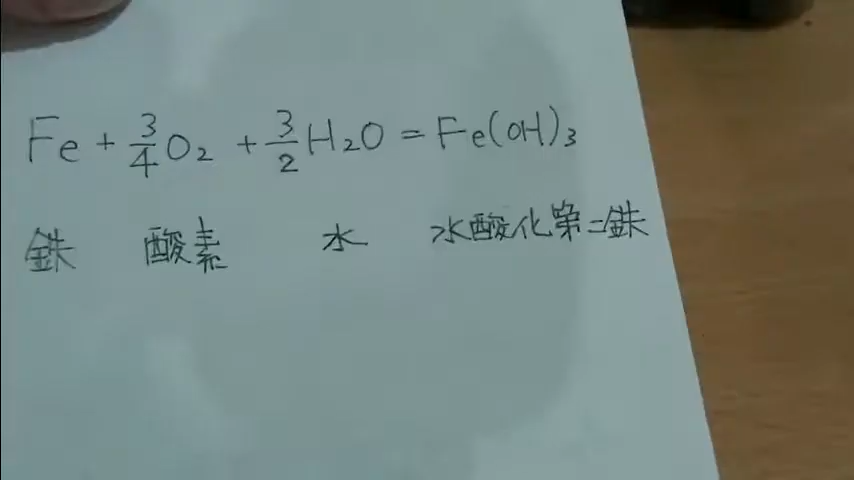 Fe + 3/4 O₂ + 3/2 H₂O = Fe(OH)₃
鉄 酸素 水 水酸化第二鉄